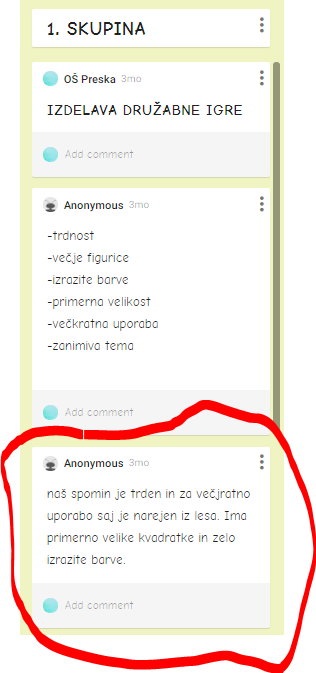 1. SKUPINA
OŠ Preska 3mo
IZDELAVA DRUŽABNE IGRE
Add comment
Anonymous 3mo
-trdnost
-večje figurice
-izrazite barve
-primerna velikost
-večkratna uporaba
-zanimiva tema
Add comment
Anonymous 3mo
naš spomin je trden in za večjratno
uporabo saj je narejen iz lesa. Ima
primerno velike kvadratke in zelo
izrazite barve.
Add comment